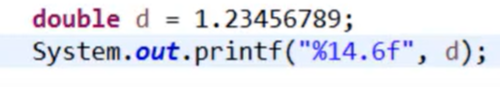 double d = 1.23456789;
System.out.printf("%14.6f", d);